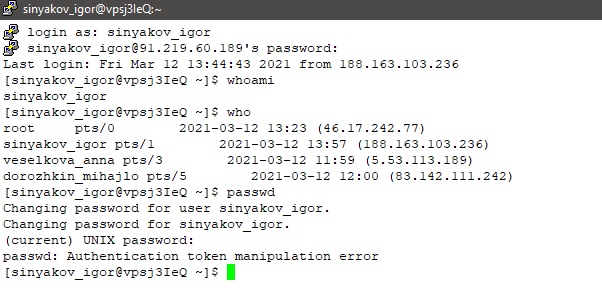 sinyakov_igor@vpsj3IeQ:~
login as: sinyakov_igor
sinyakov_igor@91.219.60.189's password:
Last login: Fri Mar 12 13:44:43 2021 from 188.163.103.236
[sinyakov_igor@vpsj3IeQ ~]$ whoami
sinyakov_igor
[sinyakov_igor@vpsj3IeQ ~]$ who
root     pts/0        2021-03-12 13:23 (46.17.242.77)
sinyakov_igor pts/1        2021-03-12 13:57 (188.163.103.236)
veselkova_anna pts/3        2021-03-12 11:59 (5.53.113.189)
dorozhkin_mihajlo pts/5        2021-03-12 12:00 (83.142.111.242)
[sinyakov_igor@vpsj3IeQ ~]$ passwd
Changing password for user sinyakov_igor.
Changing password for sinyakov_igor.
(current) UNIX password:
passwd: Authentication token manipulation error
[sinyakov_igor@vpsj3IeQ ~]$